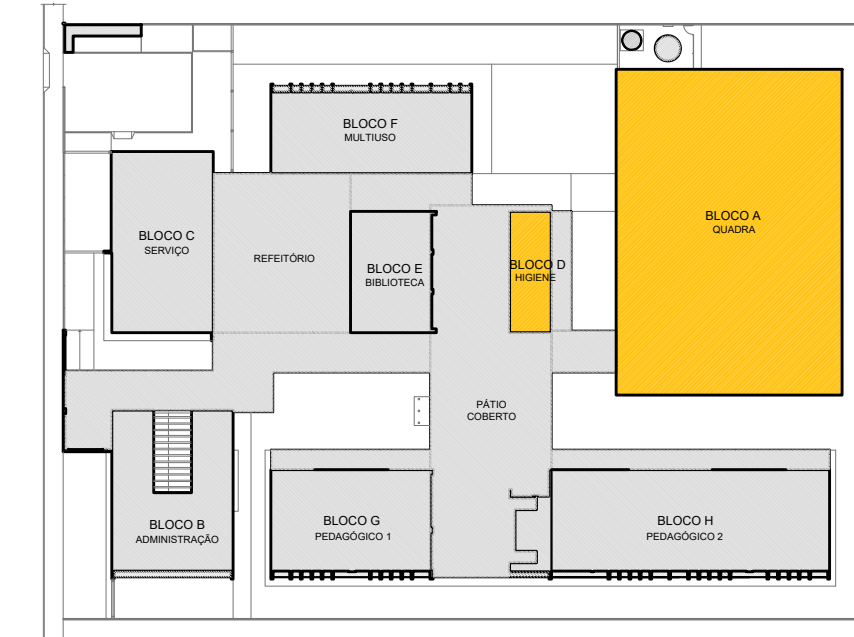 BLOCO F
MULTIUSO
BLOCO A
QUADRA
BLOCO C
SERVIÇO
REFEITÓRIO
BLOCO E
BIBLIOTECA
BLOCO D
HIGIENE
PÁTIO
COBERTO
BLOCO B
ADMINISTRAÇÃO
BLOCO G
PEDAGÓGICO 1
BLOCO H
PEDAGÓGICO 2